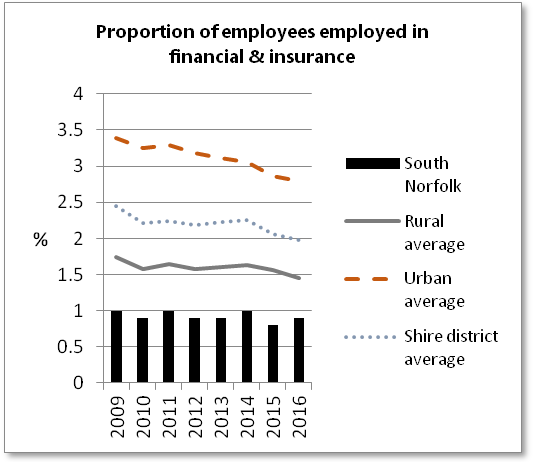 Proportion of employees employed in
financial & insurance
4
3.5
3
2.5
2
1.5
1
0.5
0
%
2009
2010
2011
2012
2013
2014
2015
2016
South
Norfolk
Rural
average
Urban
average
Shire district
average